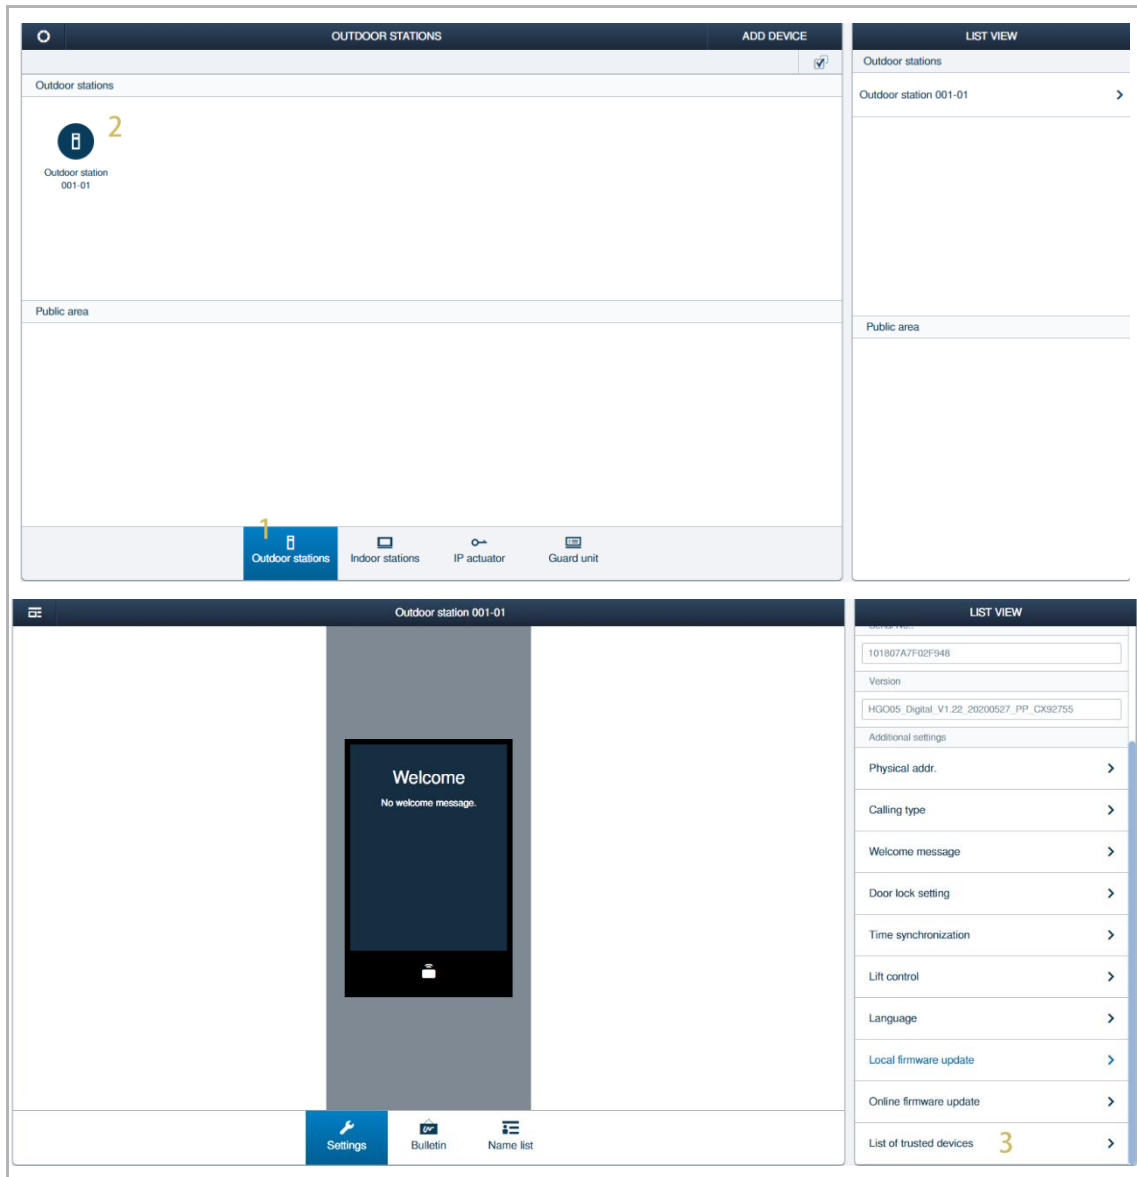 OUTDOOR STATIONS
ADD DEVICE
LIST VIEW
Outdoor stations
Outdoor stations
Outdoor station 001-01
2
Outdoor station
001-01
Public area
Public area
1
Outdoor stations
Indoor stations
IP actuator
Guard unit
Outdoor station 001-01
LIST VIEW
Serial No.:
101807A7F02F948
Version
HGO05_Digital_V1.22_20200527_PP_CX92755
Additional settings
Welcome
No welcome message.
Physical addr.
Calling type
Welcome message
Door lock setting
Time synchronization
Lift control
Language
Local firmware update
Online firmware update
List of trusted devices
3
Settings
Bulletin
Name list